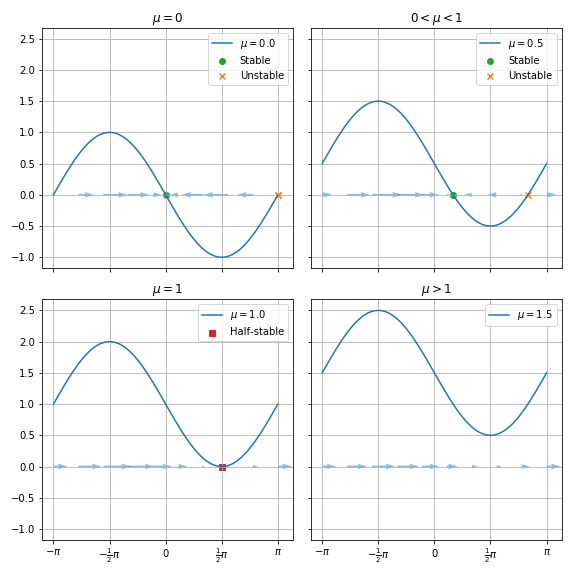 μ = 0
0 < μ < 1
2.5
2.0
1.5
1.0
0.5
0.0
−0.5
−1.0
μ = 0.0
Stable
Unstable
μ = 0.5
Stable
Unstable
μ = 1
μ > 1
2.5
2.0
1.5
1.0
0.5
0.0
−0.5
−1.0
μ = 1.0
Half-stable
μ = 1.5
−π
−½π
0
½π
π
−π
−½π
0
½π
π